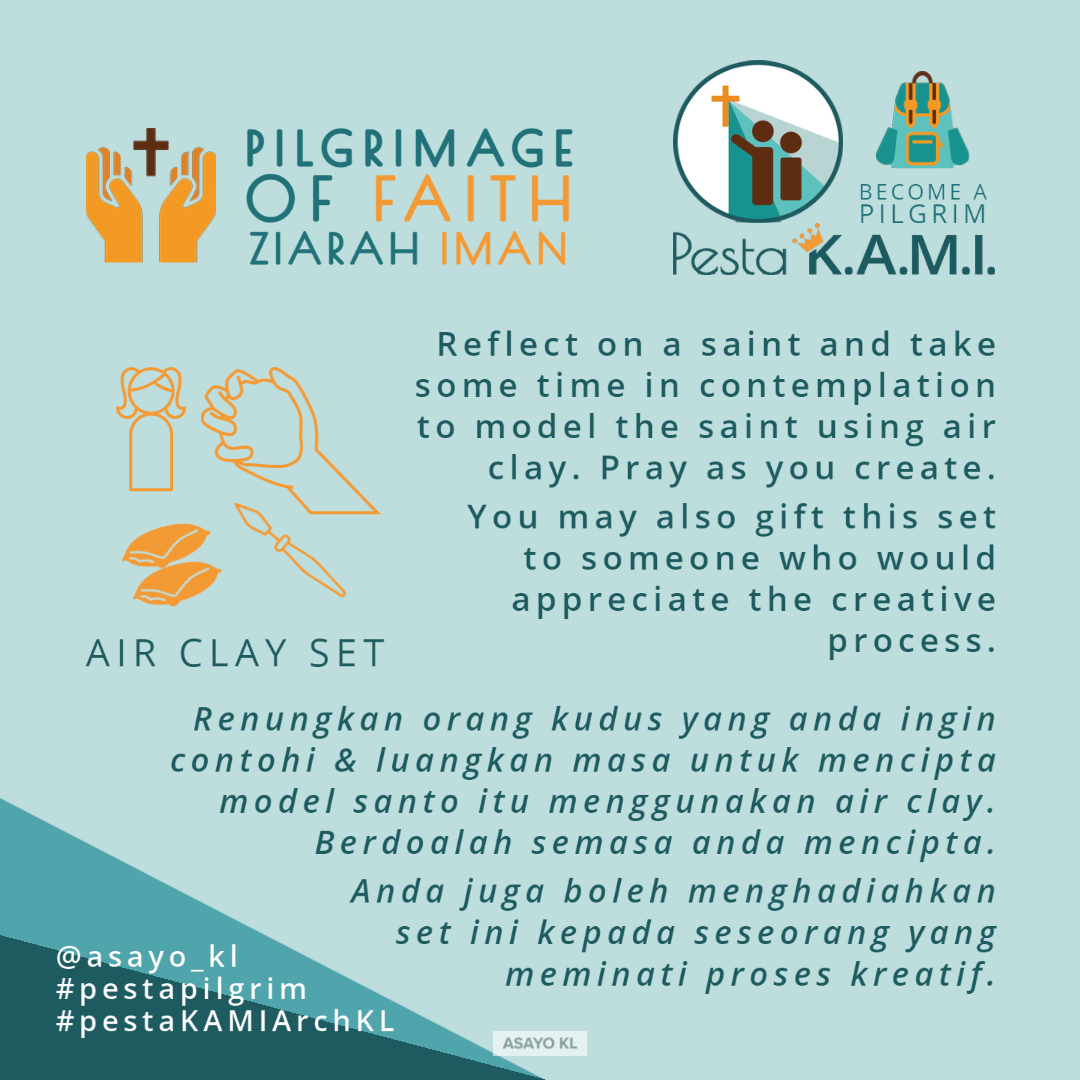 PILGRIMAGE
OF FAITH
ZIARAH IMAN
BECOME A
PILGRIM
Pesta K.A.M.I.
Reflect on a saint and take
some time in contemplation
to model the saint using air
clay. Pray as you create.
You may also gift this set
to someone who would
appreciate the creative
process.
AIR CLAY SET
Renungkan orang kudus yang anda ingin
contohi & luangkan masa untuk mencipta
model santo itu menggunakan air clay.
Berdoalah semasa anda mencipta.
Anda juga boleh menghadiahkan
set ini kepada seseorang yang
meminati proses kreatif.
@asayo_kl
#pestapilgrim
#pestaKAMIArchKL
ASAYO KL